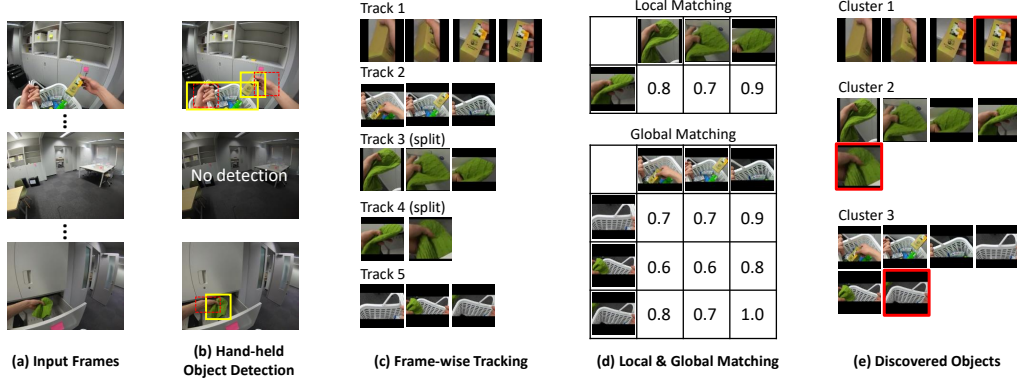 No detection
(a) Input Frames
(b) Hand-held
Object Detection
Track 1
Track 2
Track 3 (split)
Track 4 (split)
Track 5
(c) Frame-wise Tracking
Local Matching
0.8 0.7 0.9
Global Matching
0.7 0.7 0.9
0.6 0.6 0.8
0.8 0.7 1.0
(d) Local & Global Matching
Cluster 1
Cluster 2
Cluster 3
(e) Discovered Objects